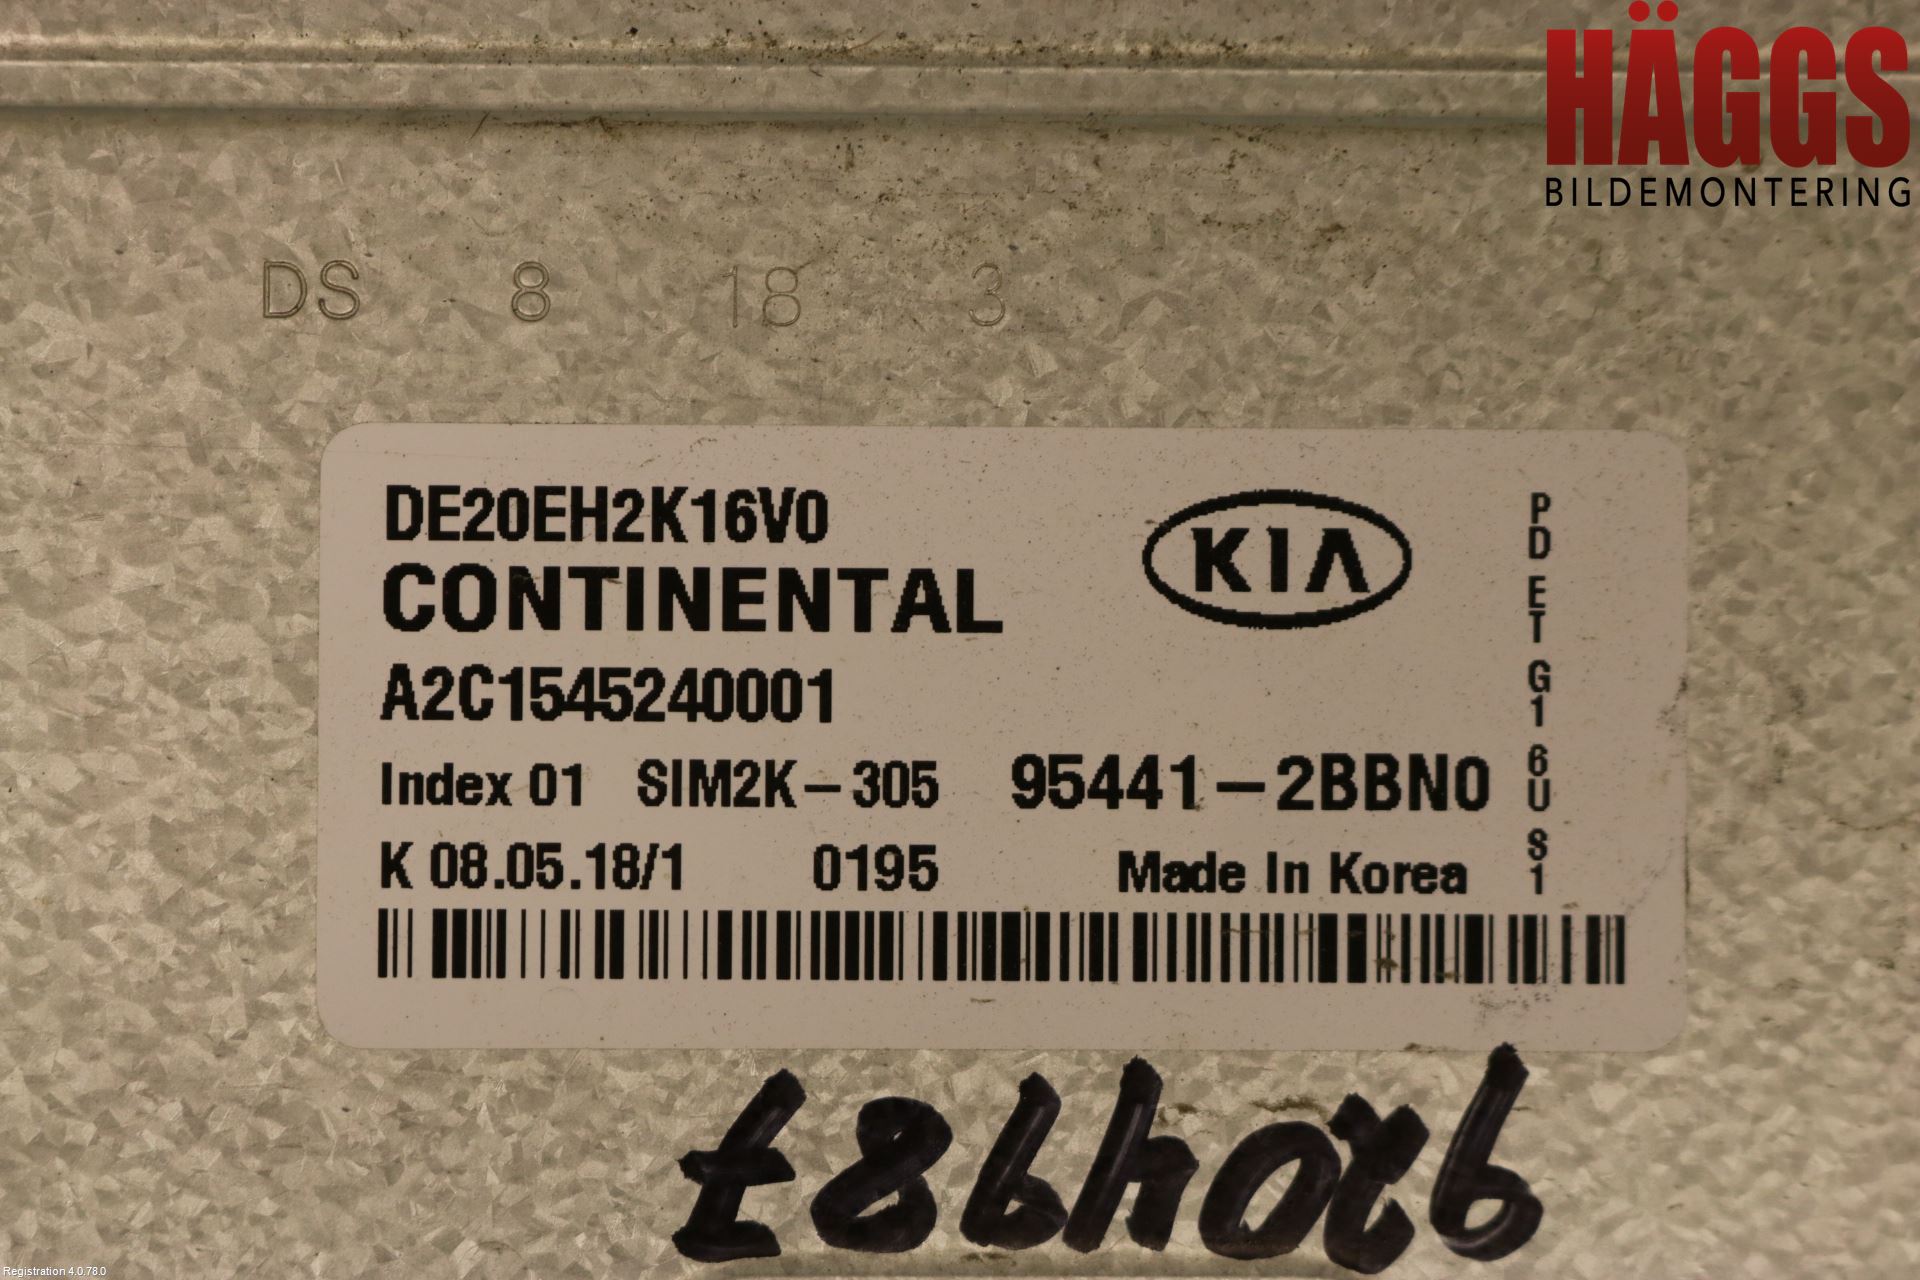 HÄGGS
BILDEMONTERING
DS 8 18 3
DE20EH2K16V0
CONTINENTAL
KIA
A2C1545240001
Index 01 SIM2K-305 95441-2BBN0
K 08.05.18/1 0195 Made In Korea
PD ET G1 6U S1
9204987
Registration 4.0.78.0